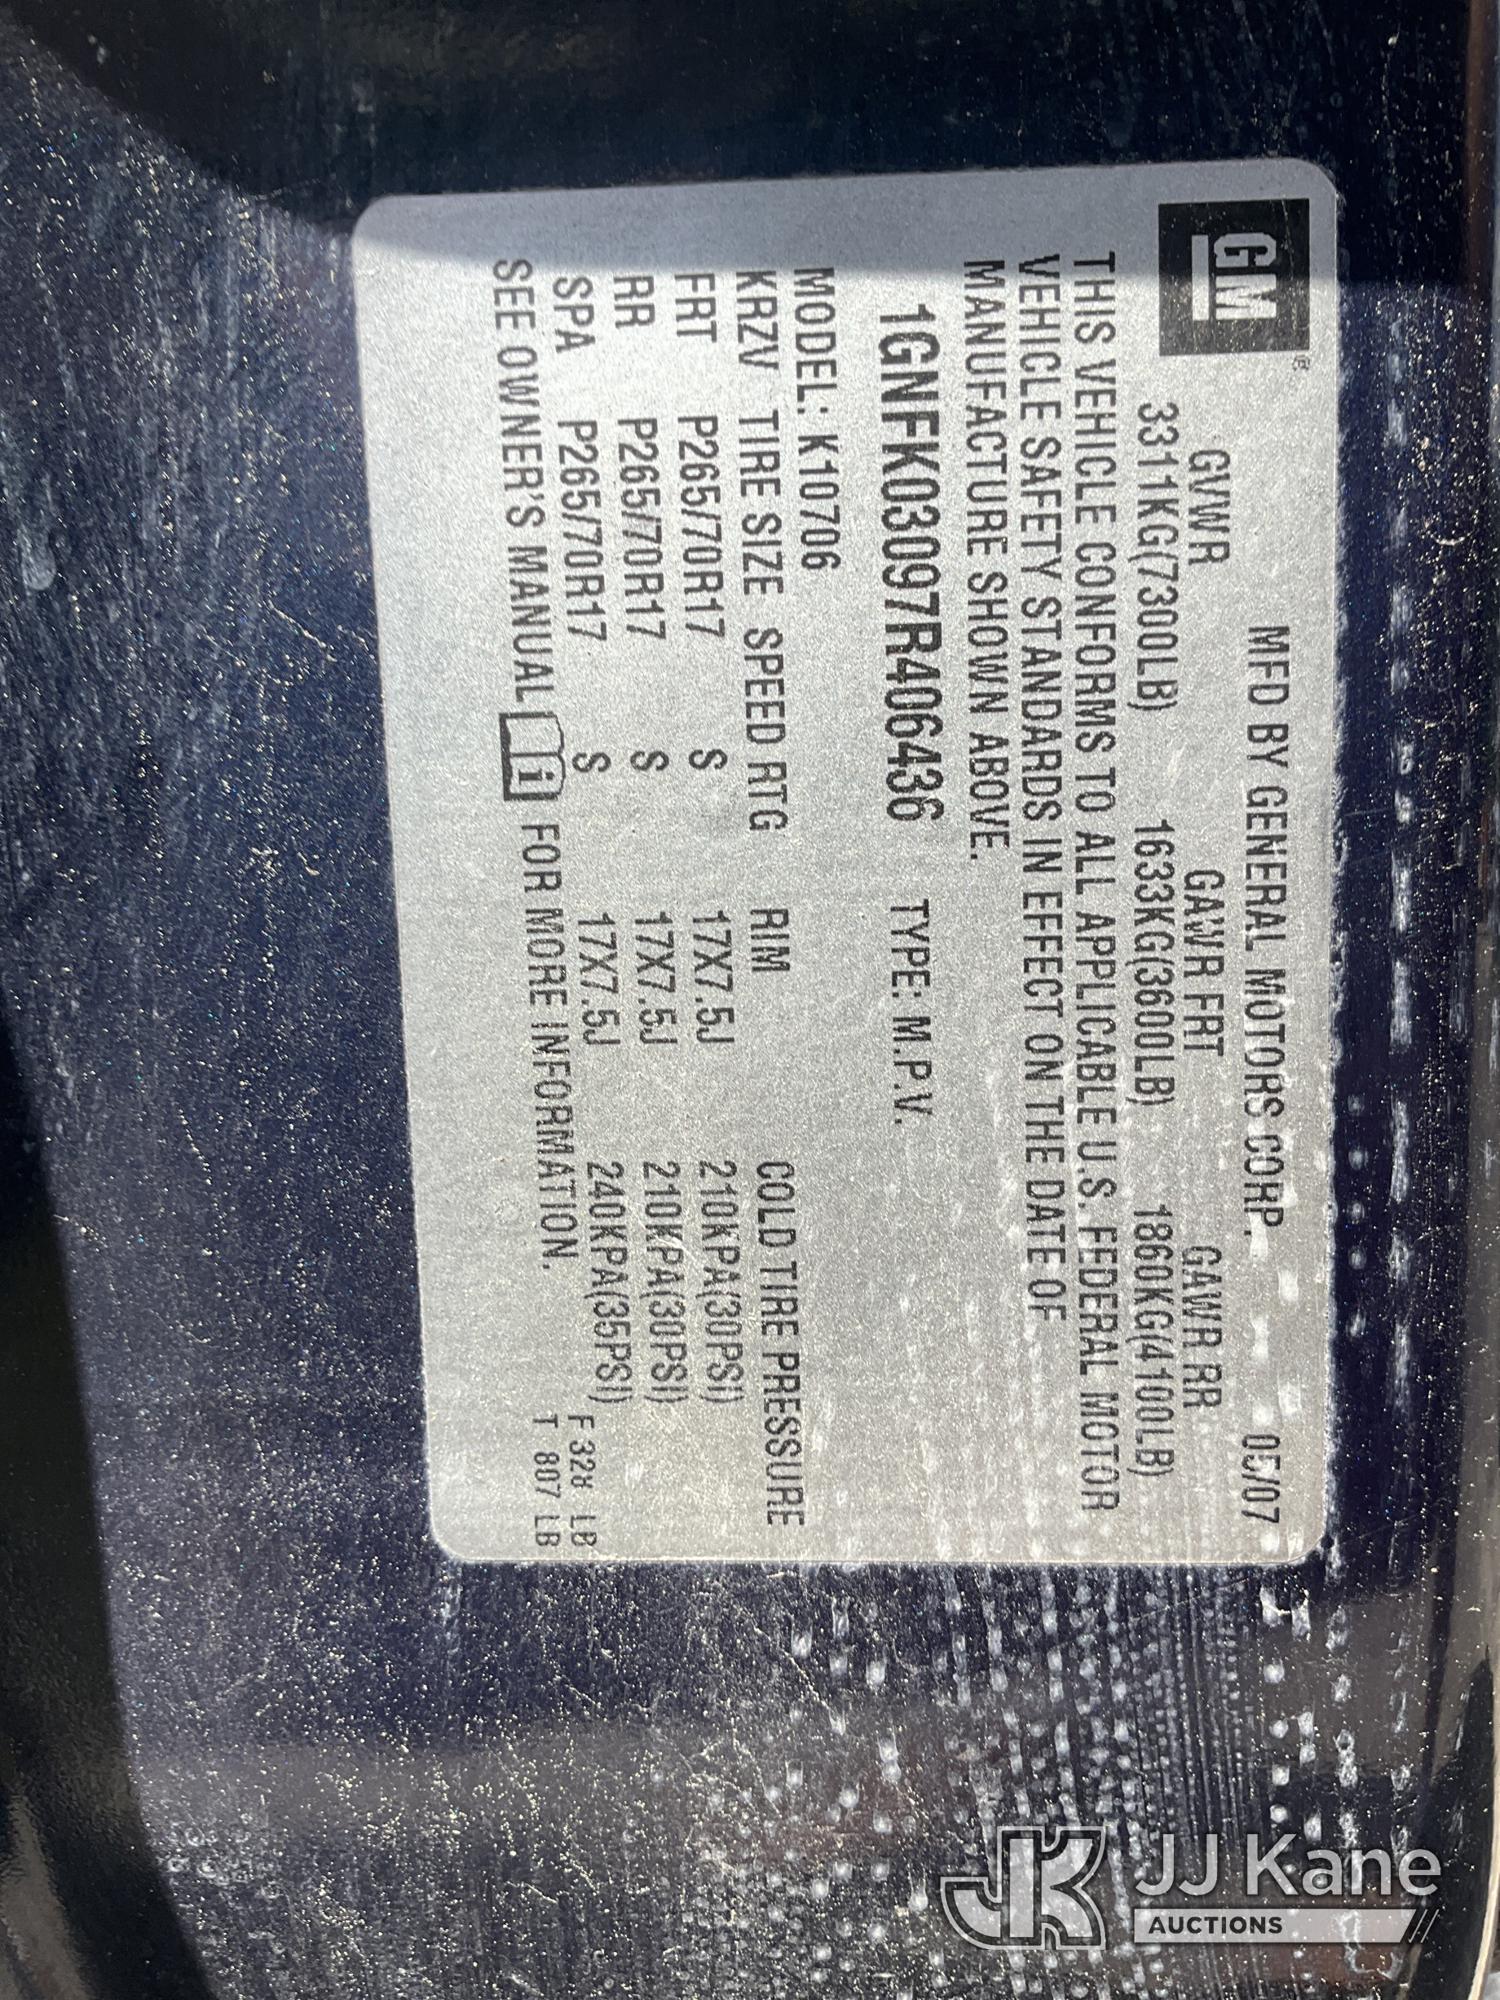 GM ®
MFD BY GENERAL MOTORS CORP. 05/07
GVWR GAWR FRT GAWR RR
3311KG(7300LB) 1633KG(3600LB) 1860KG(4100LB)
THIS VEHICLE CONFORMS TO ALL APPLICABLE U.S. FEDERAL MOTOR
VEHICLE SAFETY STANDARDS IN EFFECT ON THE DATE OF
MANUFACTURE SHOWN ABOVE.
1GNFK03097R406436 TYPE: M.P.V.
MODEL: K10706
KRZV TIRE SIZE SPEED RTG RIM COLD TIRE PRESSURE
FRT P265/70R17 S 17X7.5J 210KPA(30PSI)
RR P265/70R17 S 17X7.5J 210KPA(30PSI)
SPA P265/70R17 S 17X7.5J 240KPA(35PSI)
SEE OWNER'S MANUAL i FOR MORE INFORMATION.
F 328 LB
T 807 LB
JK JJ Kane
AUCTIONS